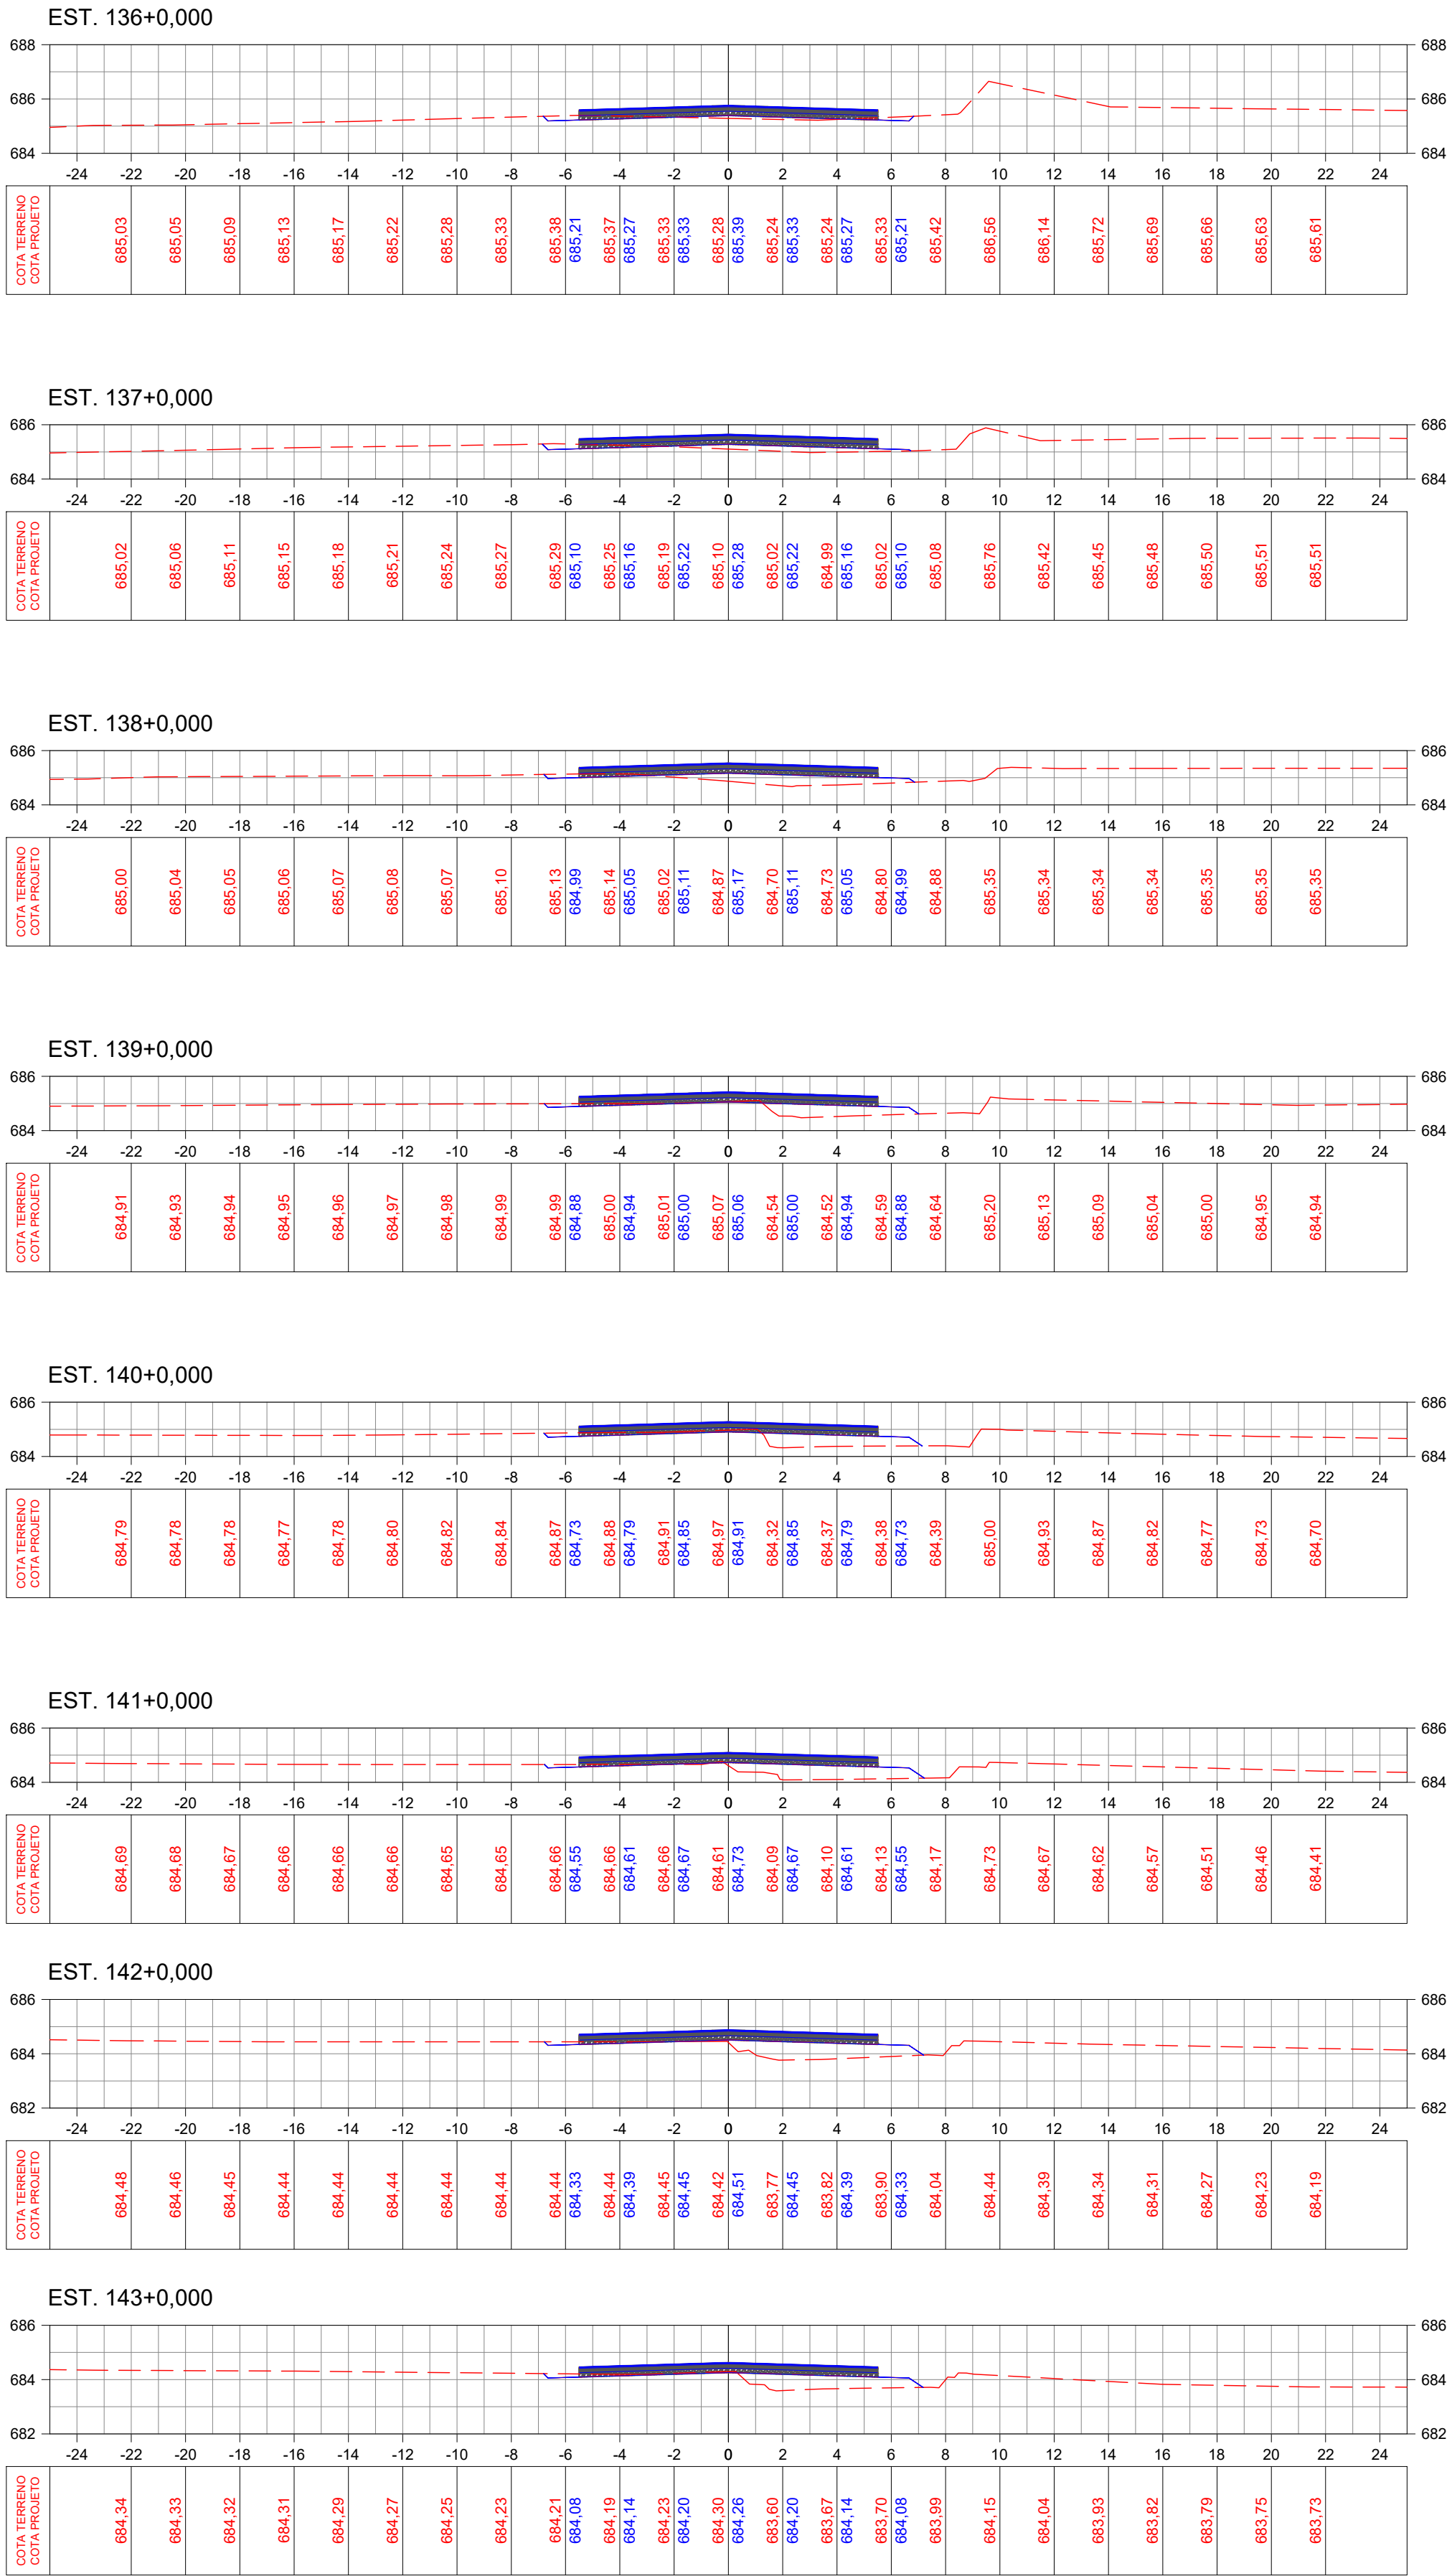 EST. 136+0,000
688 688
686 686
684 684
-24 -22 -20 -18 -16 -14 -12 -10 -8 -6 -4 -2 0 2 4 6 8 10 12 14 16 18 20 22 24
COTA TERRENO
COTA PROJETO
685,03 685,05 685,09 685,13 685,17 685,22 685,28 685,33 685,38 685,21 685,37 685,27 685,33 685,33 685,28 685,39 685,24 685,33 685,24 685,27 685,33 685,21 685,42 686,56 686,14 685,72 685,69 685,66 685,63 685,61
EST. 137+0,000
686 686
684 684
-24 -22 -20 -18 -16 -14 -12 -10 -8 -6 -4 -2 0 2 4 6 8 10 12 14 16 18 20 22 24
COTA TERRENO
COTA PROJETO
685,02 685,06 685,11 685,15 685,18 685,21 685,24 685,27 685,29 685,10 685,25 685,16 685,19 685,22 685,10 685,28 685,02 685,22 684,99 685,16 685,02 685,10 685,08 685,76 685,42 685,45 685,48 685,50 685,51 685,51
EST. 138+0,000
686 686
684 684
-24 -22 -20 -18 -16 -14 -12 -10 -8 -6 -4 -2 0 2 4 6 8 10 12 14 16 18 20 22 24
COTA TERRENO
COTA PROJETO
685,00 685,04 685,05 685,06 685,07 685,08 685,07 685,10 685,13 684,99 685,14 685,05 685,02 685,11 684,87 685,17 684,70 685,11 684,73 685,05 684,80 684,99 684,88 685,35 685,34 685,34 685,34 685,35 685,35 685,35
EST. 139+0,000
686 686
684 684
-24 -22 -20 -18 -16 -14 -12 -10 -8 -6 -4 -2 0 2 4 6 8 10 12 14 16 18 20 22 24
COTA TERRENO
COTA PROJETO
684,91 684,93 684,94 684,95 684,96 684,97 684,98 684,99 684,99 684,88 685,00 684,94 685,01 685,00 685,07 685,06 684,54 685,00 684,52 684,94 684,59 684,88 684,64 685,20 685,13 685,09 685,04 685,00 684,95 684,94
EST. 140+0,000
686 686
684 684
-24 -22 -20 -18 -16 -14 -12 -10 -8 -6 -4 -2 0 2 4 6 8 10 12 14 16 18 20 22 24
COTA TERRENO
COTA PROJETO
684,79 684,78 684,78 684,77 684,78 684,80 684,82 684,84 684,87 684,73 684,88 684,79 684,91 684,85 684,97 684,91 684,32 684,85 684,37 684,79 684,38 684,73 684,39 685,00 684,93 684,87 684,82 684,77 684,73 684,70
EST. 141+0,000
686 686
684 684
-24 -22 -20 -18 -16 -14 -12 -10 -8 -6 -4 -2 0 2 4 6 8 10 12 14 16 18 20 22 24
COTA TERRENO
COTA PROJETO
684,69 684,68 684,67 684,66 684,66 684,66 684,65 684,65 684,66 684,55 684,66 684,61 684,66 684,67 684,61 684,73 684,09 684,67 684,10 684,61 684,13 684,55 684,17 684,73 684,67 684,62 684,57 684,51 684,46 684,41
EST. 142+0,000
686 686
684 684
682 682
-24 -22 -20 -18 -16 -14 -12 -10 -8 -6 -4 -2 0 2 4 6 8 10 12 14 16 18 20 22 24
COTA TERRENO
COTA PROJETO
684,48 684,46 684,45 684,44 684,44 684,44 684,44 684,44 684,44 684,33 684,44 684,39 684,45 684,45 684,42 684,51 683,77 684,45 683,82 684,39 683,90 684,33 684,04 684,44 684,39 684,34 684,31 684,27 684,23 684,19
EST. 143+0,000
686 686
684 684
682 682
-24 -22 -20 -18 -16 -14 -12 -10 -8 -6 -4 -2 0 2 4 6 8 10 12 14 16 18 20 22 24
COTA TERRENO
COTA PROJETO
684,34 684,33 684,32 684,31 684,29 684,27 684,25 684,23 684,21 684,08 684,19 684,14 684,23 684,20 684,30 684,26 683,60 684,20 683,67 684,14 683,70 684,08 683,99 684,15 684,04 683,93 683,82 683,79 683,75 683,73